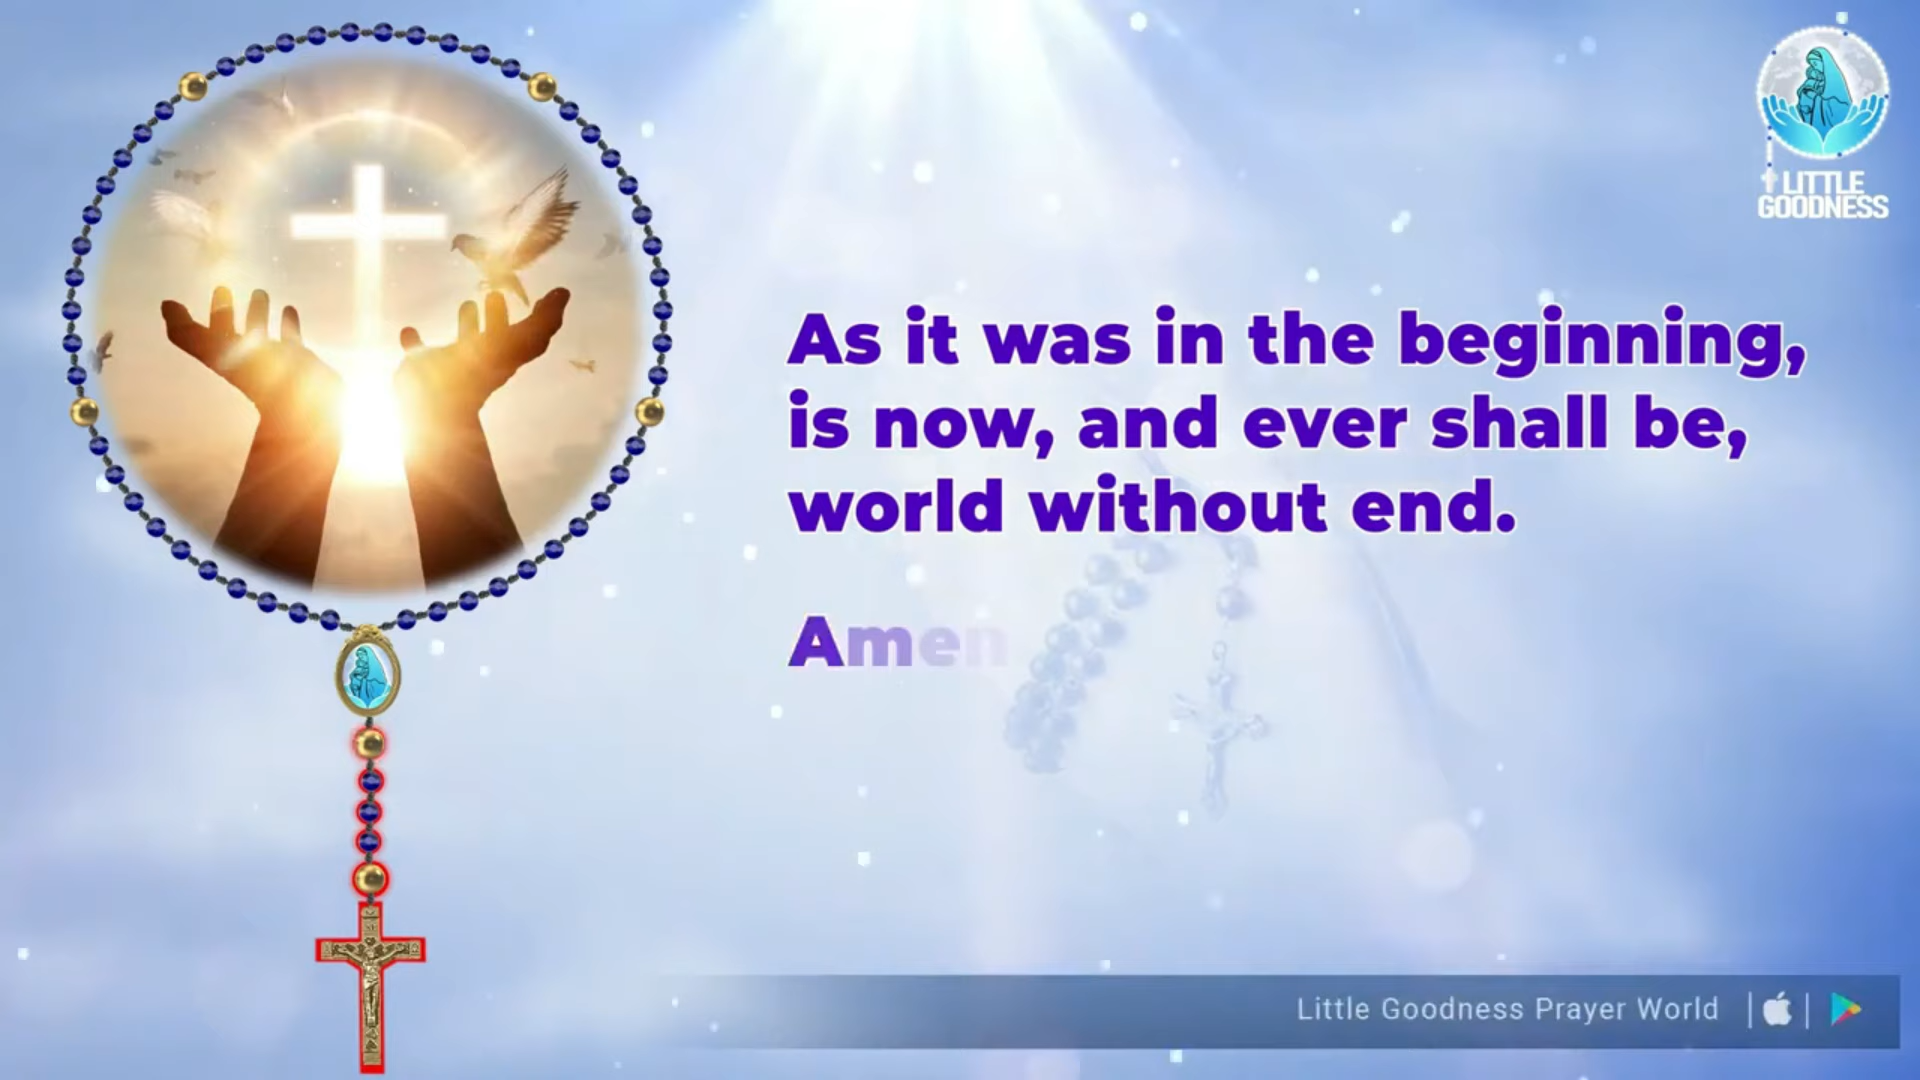 LITTLE
GOODNESS
As it was in the beginning,
is now, and ever shall be,
world without end.
Amen
Little Goodness Prayer World